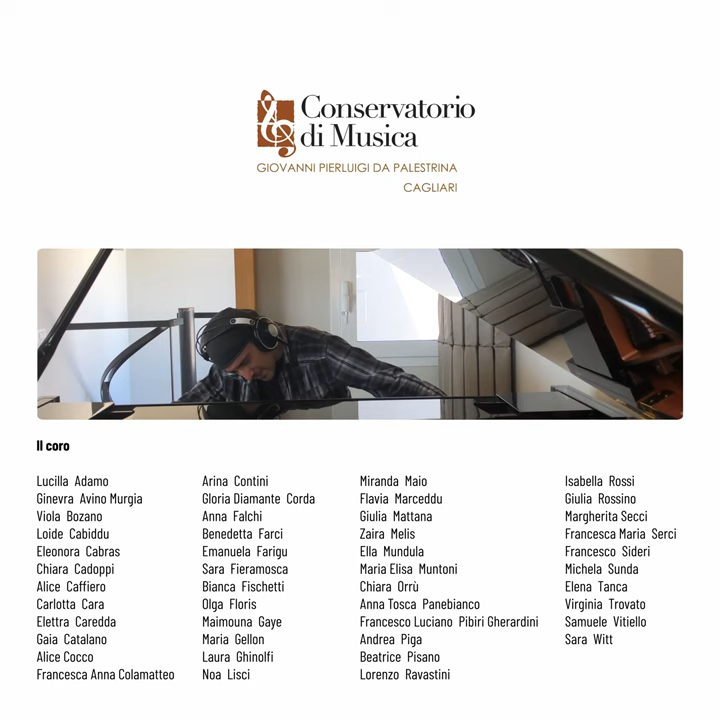 Conservatorio
di Musica
GIOVANNI PIERLUIGI DA PALESTRINA
CAGLIARI
Il coro
Lucilla Adamo
Ginevra Avino Murgia
Viola Bozano
Loide Cabiddu
Eleonora Cabras
Chiara Cadoppi
Alice Caffiero
Carlotta Cara
Elettra Caredda
Gaia Catalano
Alice Cocco
Francesca Anna Colamatteo
Arina Contini
Gloria Diamante Corda
Anna Falchi
Benedetta Farci
Emanuela Farigu
Sara Fieramosca
Bianca Fischetti
Olga Floris
Maimouna Gaye
Maria Gellon
Laura Ghinolfi
Noa Lisci
Miranda Maio
Flavia Marceddu
Giulia Mattana
Zaira Melis
Ella Mundula
Maria Elisa Muntoni
Chiara Orrù
Anna Tosca Panebianco
Francesco Luciano Pibiri Gherardini
Andrea Piga
Beatrice Pisano
Lorenzo Ravastini
Isabella Rossi
Giulia Rossino
Margherita Secci
Francesca Maria Serci
Francesco Sideri
Michela Sunda
Elena Tanca
Virginia Trovato
Samuele Vitiello
Sara Witt